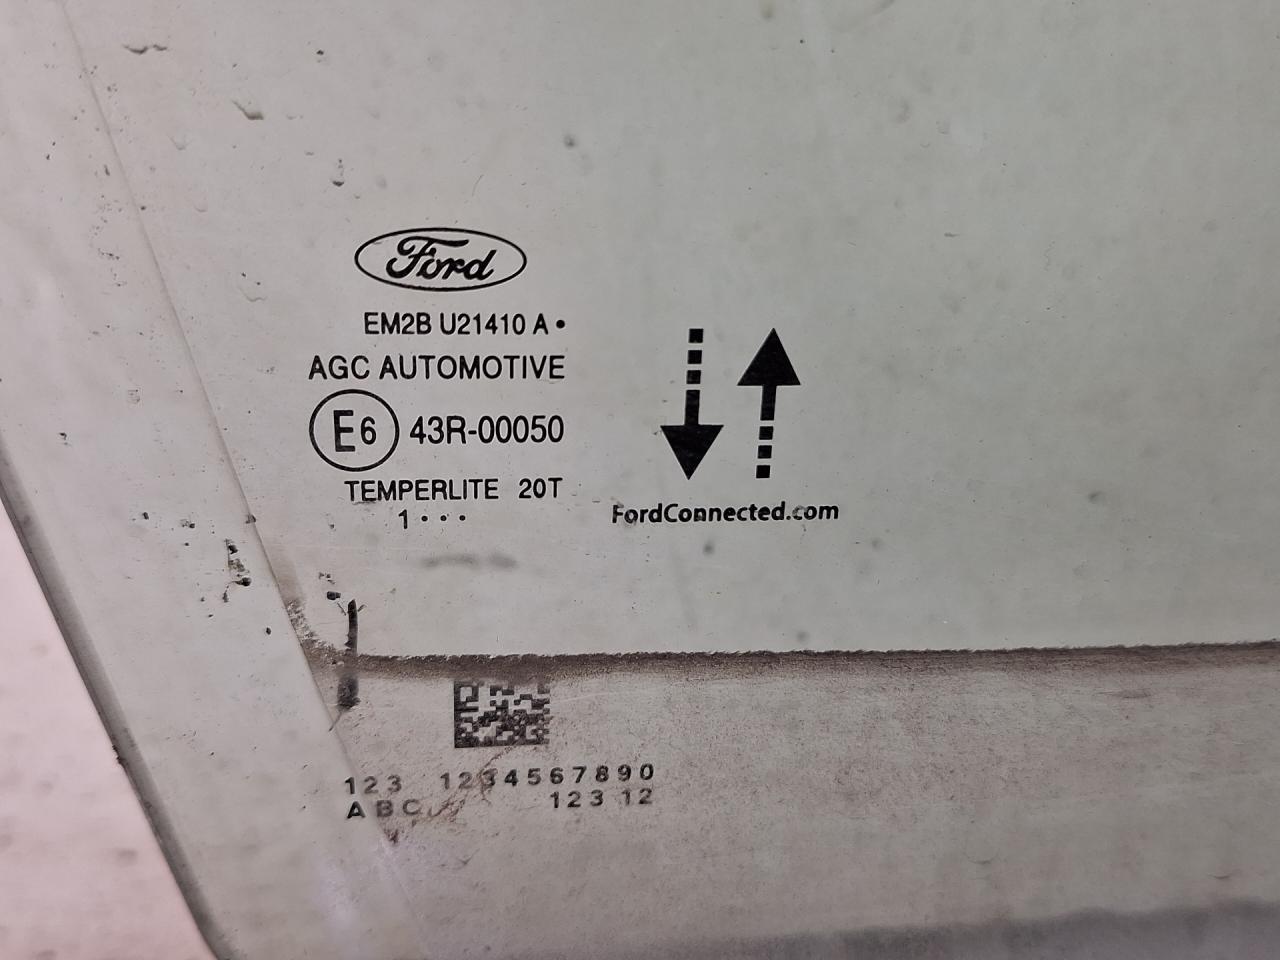 Ford
EM2B U21410 A •
AGC AUTOMOTIVE
E6 43R-00050
TEMPERLITE 20T
1 • • •
FordConnected.com
123 1234567890
ABC 123 12